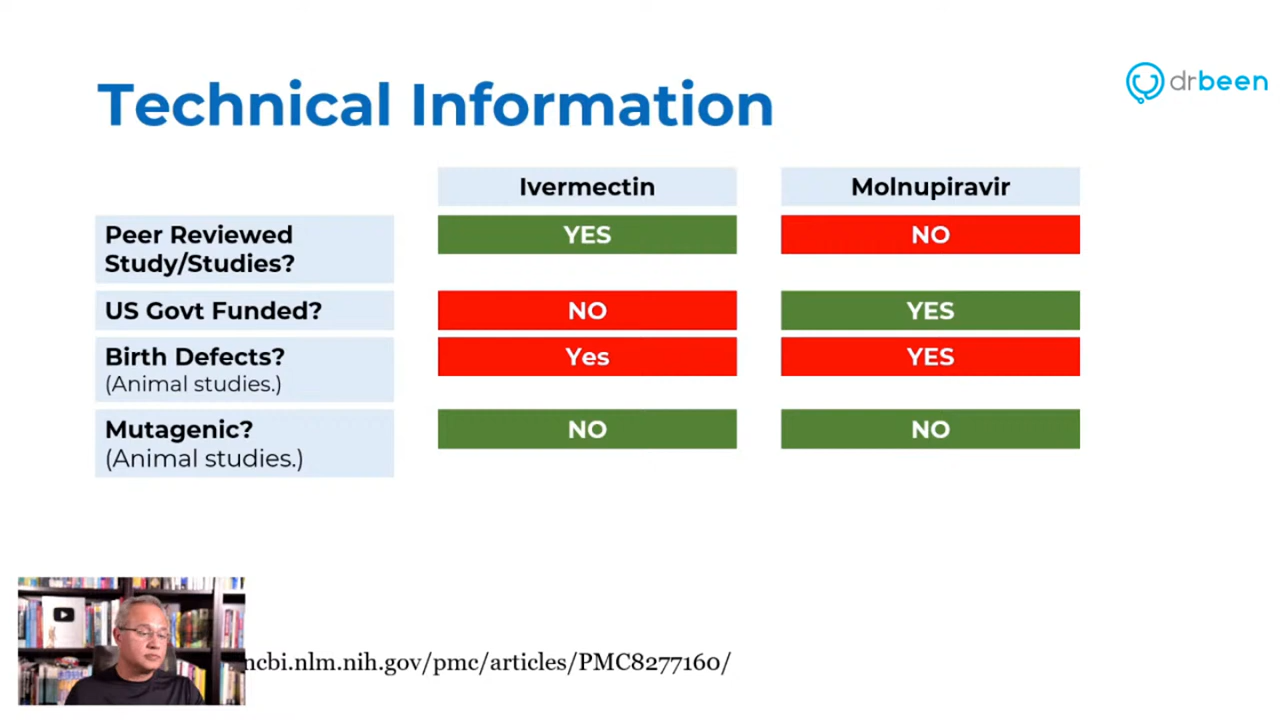 drbeen
Technical Information
Ivermectin Molnupiravir
Peer Reviewed YES NO
Study/Studies?
US Govt Funded? NO YES
Birth Defects? Yes YES
(Animal studies.)
Mutagenic? NO NO
(Animal studies.)
ncbi.nlm.nih.gov/pmc/articles/PMC8277160/